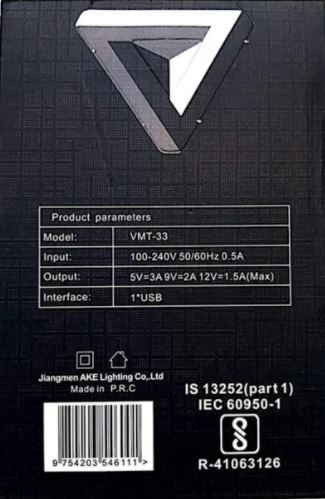 Product parameters
Model: VMT-33
Input: 100-240V 50/60Hz 0.5A
Output: 5V=3A 9V=2A 12V=1.5A(Max)
Interface: 1*USB
Jiangmen AKE Lighting Co,.Ltd
Made in P.R.C
IS 13252(part 1)
IEC 60950-1
R-41063126
9 754203 546111 >